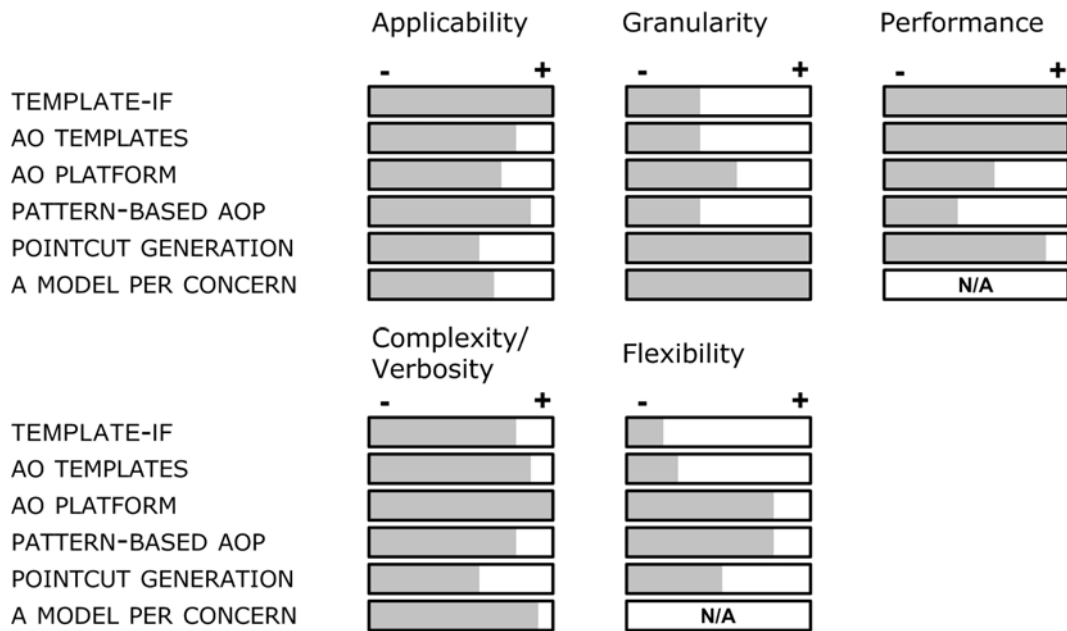 Applicability Granularity Performance
- + - + - +
TEMPLATE-IF
AO TEMPLATES
AO PLATFORM
PATTERN-BASED AOP
POINTCUT GENERATION
A MODEL PER CONCERN N/A
Complexity/
Verbosity Flexibility
- + - +
TEMPLATE-IF
AO TEMPLATES
AO PLATFORM
PATTERN-BASED AOP
POINTCUT GENERATION
A MODEL PER CONCERN N/A